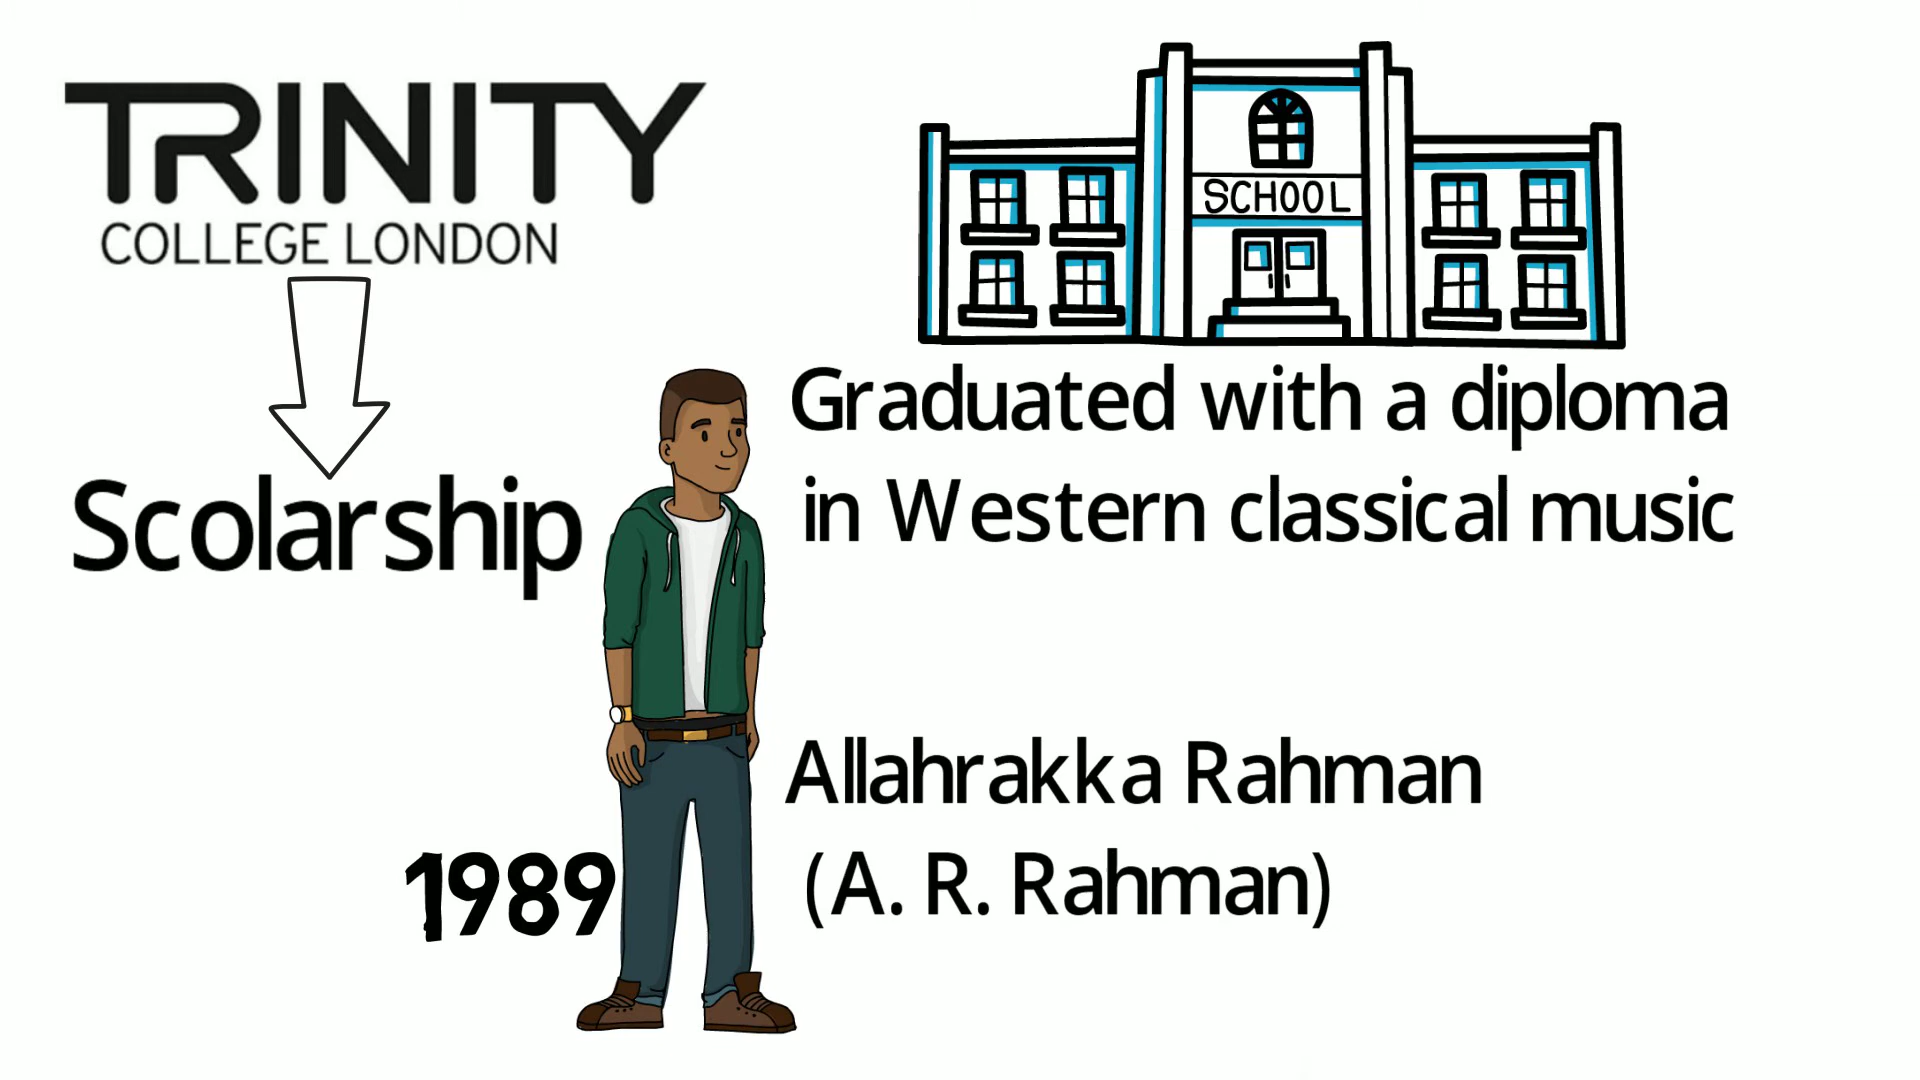 TRINITY
COLLEGE LONDON
SCHOOL
Graduated with a diploma
in Western classical music
Scolarship
Allahrakka Rahman
(A. R. Rahman)
1989